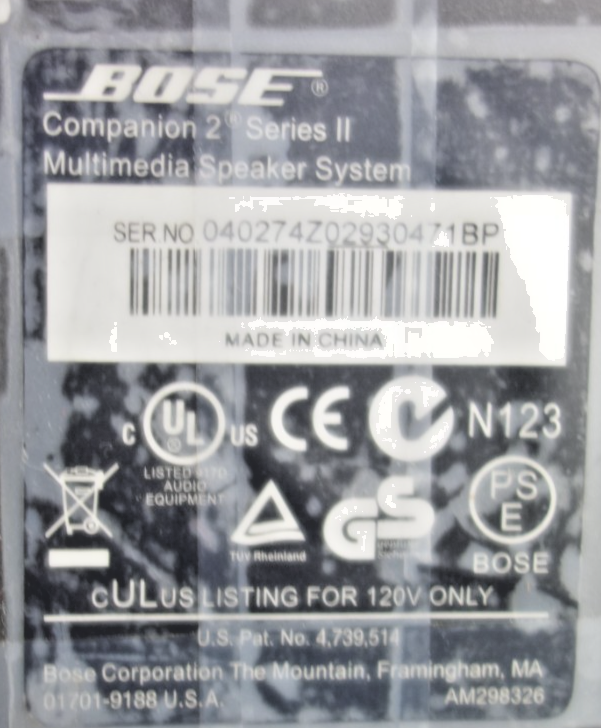 BOSE®
Companion 2® Series II
Multimedia Speaker System
SER NO 040274Z02930471BP
MADE IN CHINA
C UL US CE N123
LISTED
AUDIO
EQUIPMENT
PS
E
TUV Rheinland
GS
BOSE
CULUS LISTING FOR 120V ONLY
U.S. Pat. No. 4,739,514
Bose Corporation The Mountain, Framingham, MA
01701-9188 U.S.A. AM298326